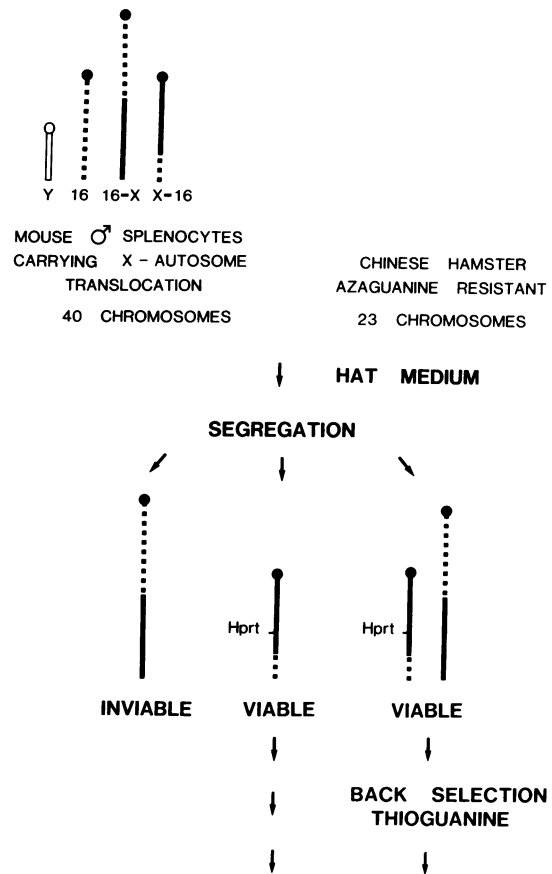 Y 16 16-X X-16
MOUSE ♂ SPLENOCYTES
CARRYING X - AUTOSOME
TRANSLOCATION
40 CHROMOSOMES
CHINESE HAMSTER
AZAGUANINE RESISTANT
23 CHROMOSOMES
HAT MEDIUM
SEGREGATION
Hprt
Hprt
INVIABLE VIABLE VIABLE
BACK SELECTION
THIOGUANINE